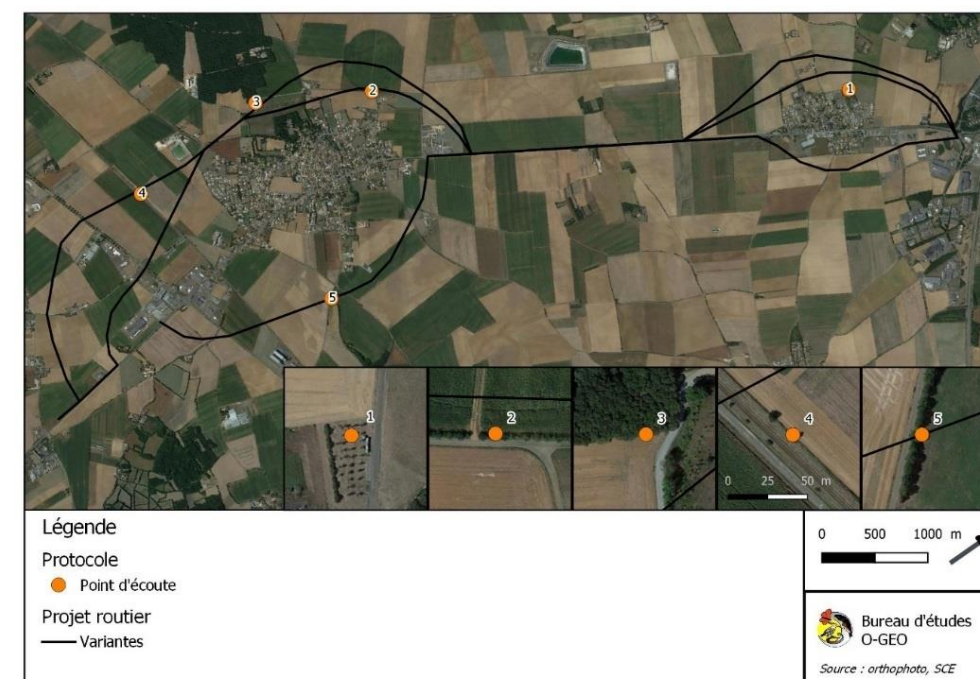 1
2
3
4
5
1
2
3
4
5
0 25 50 m
Légende
Protocole
Point d'écoute
Projet routier
Variantes
0 500 1000 m
Bureau d'études
O-GEO
Source : orthophoto, SCE